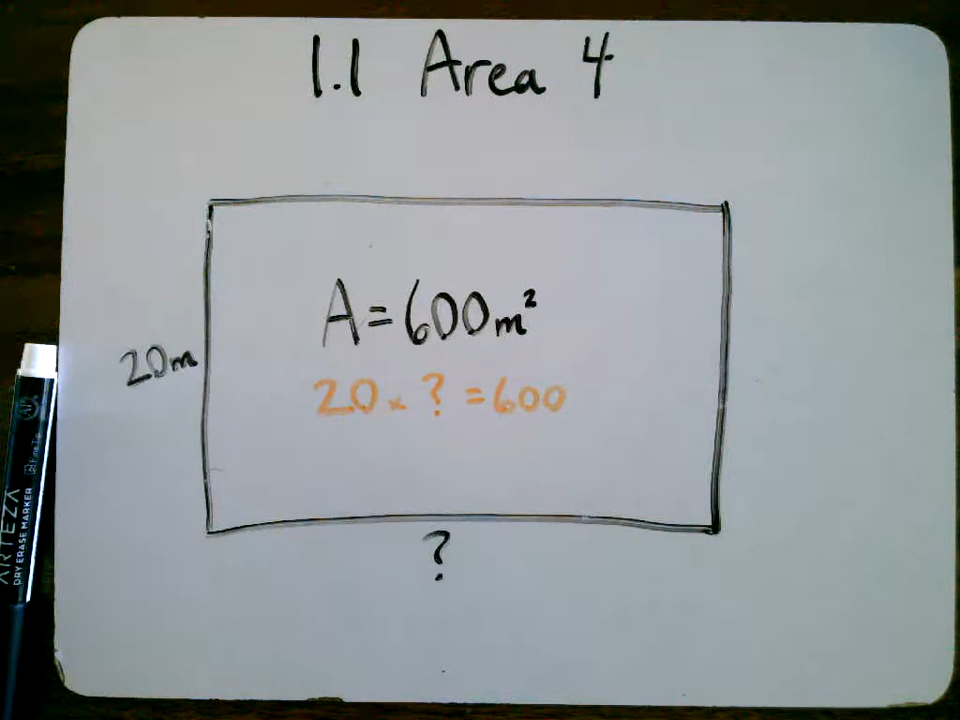 1.1 Area 4
A=600m²
20m
20 × ? =600
?
ARTEZA
DRY ERASE MARKER